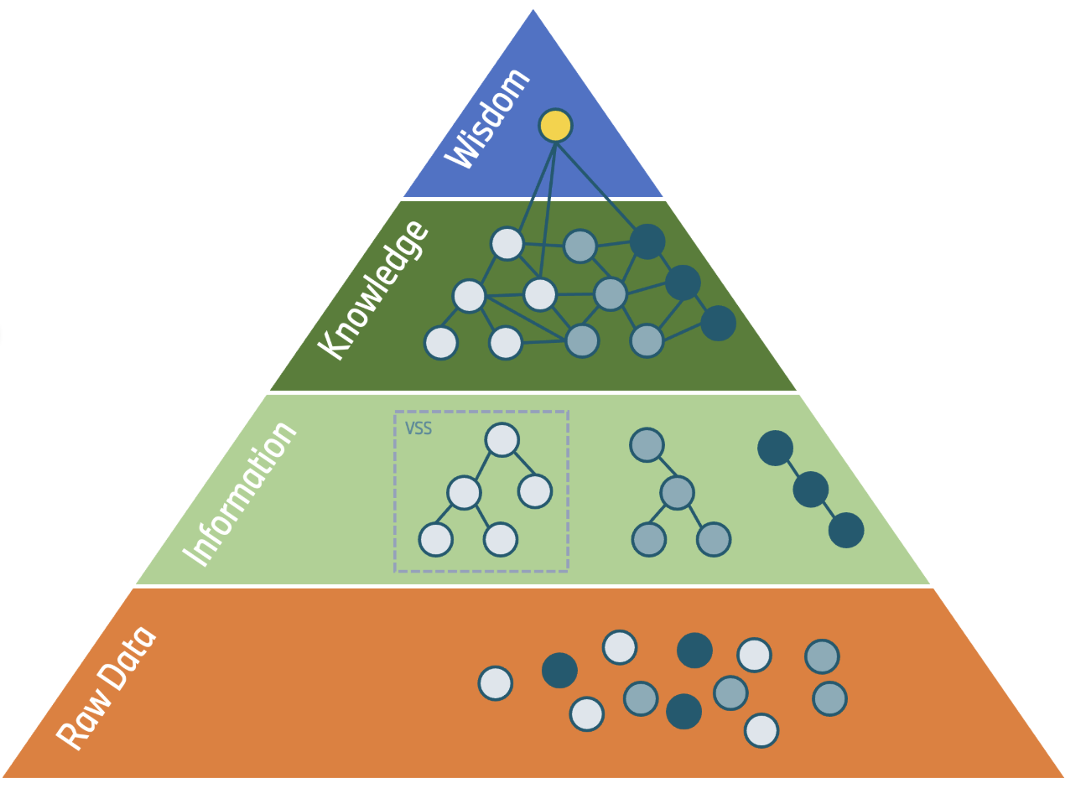 Wisdom
Knowledge
Information
VSS
Raw Data